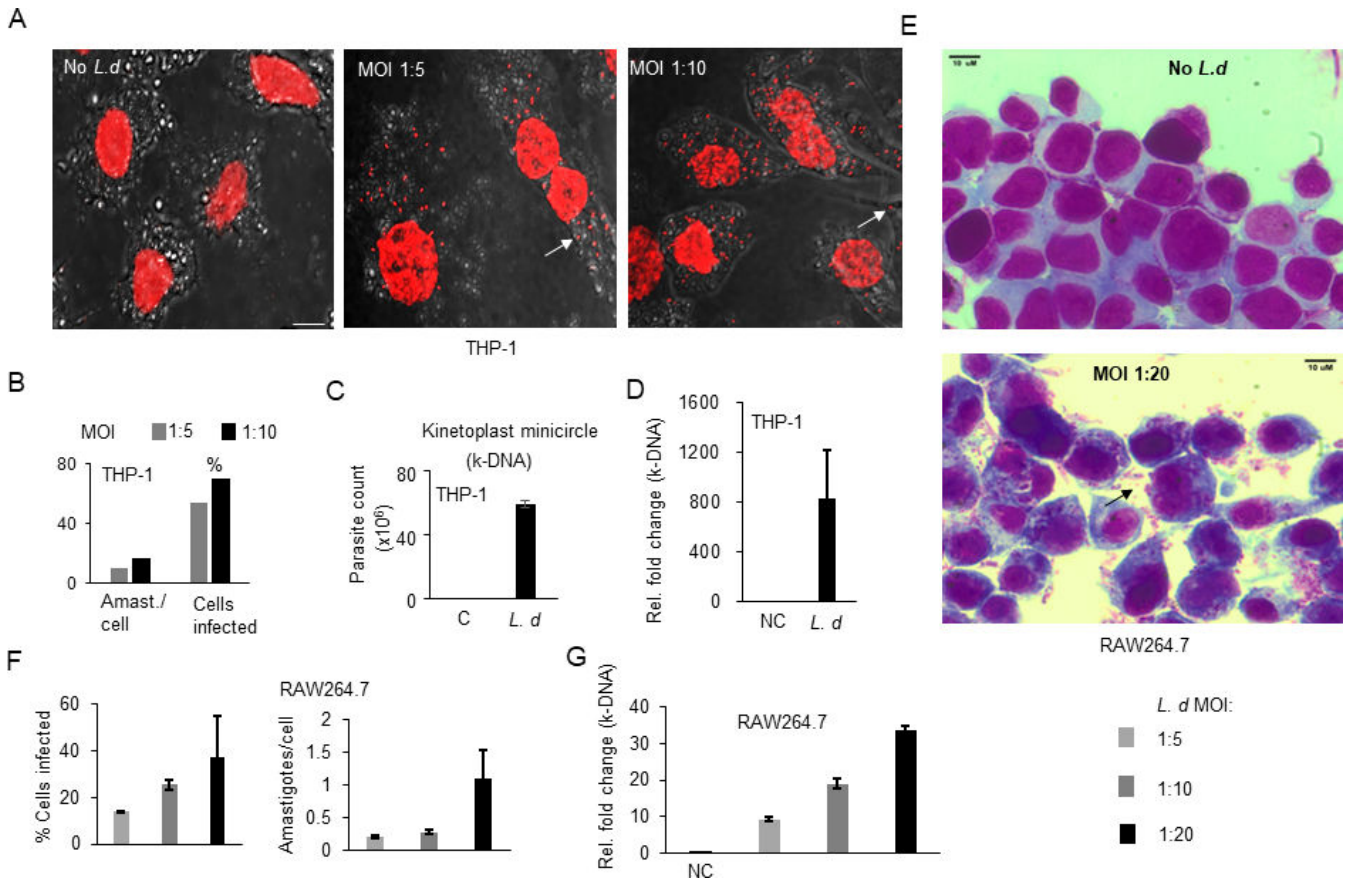 A
No L.d
MOI 1:5
MOI 1:10
THP-1
B
MOI 1:5 1:10
THP-1
%
80
40
0
Amast./
cell
Cells
infected
C
Kinetoplast minicircle
(k-DNA)
THP-1
Parasite count
(x10⁶)
80
40
0
C L. d
D
THP-1
Rel. fold change (k-DNA)
1600
1200
800
400
0
NC L. d
E
10 uM
No L.d
MOI 1:20
10 uM
RAW264.7
F
% Cells infected
60
40
20
0
RAW264.7
Amastigotes/cell
2
1.5
1
0.5
0
G
RAW264.7
Rel. fold change (k-DNA)
40
30
20
10
0
NC
L. d MOI:
1:5
1:10
1:20